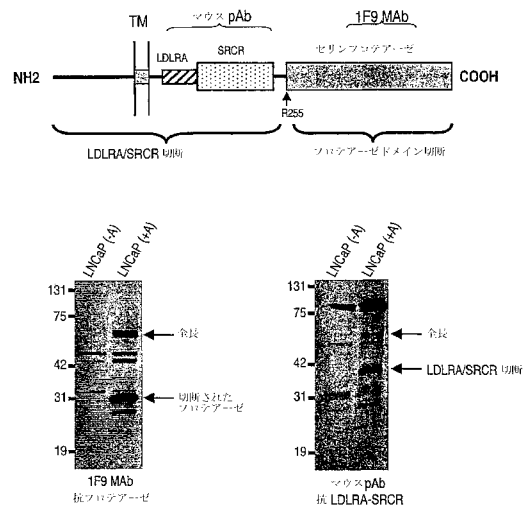 マウス pAb
1F9 MAb
TM
LDLRA
SRCR
セリンプロテアーゼ
NH2
COOH
R255
LDLRA/SRCR 切断
プロテアーゼドメイン切断
LNCaP (-A)
LNCaP (+A)
131
75
42
31
19
全長
切断された
プロテアーゼ
1F9 MAb
抗プロテアーゼ
LNCaP (-A)
LNCaP (+A)
131
75
42
31
19
全長
LDLRA/SRCR 切断
マウス pAb
抗 LDLRA-SRCR